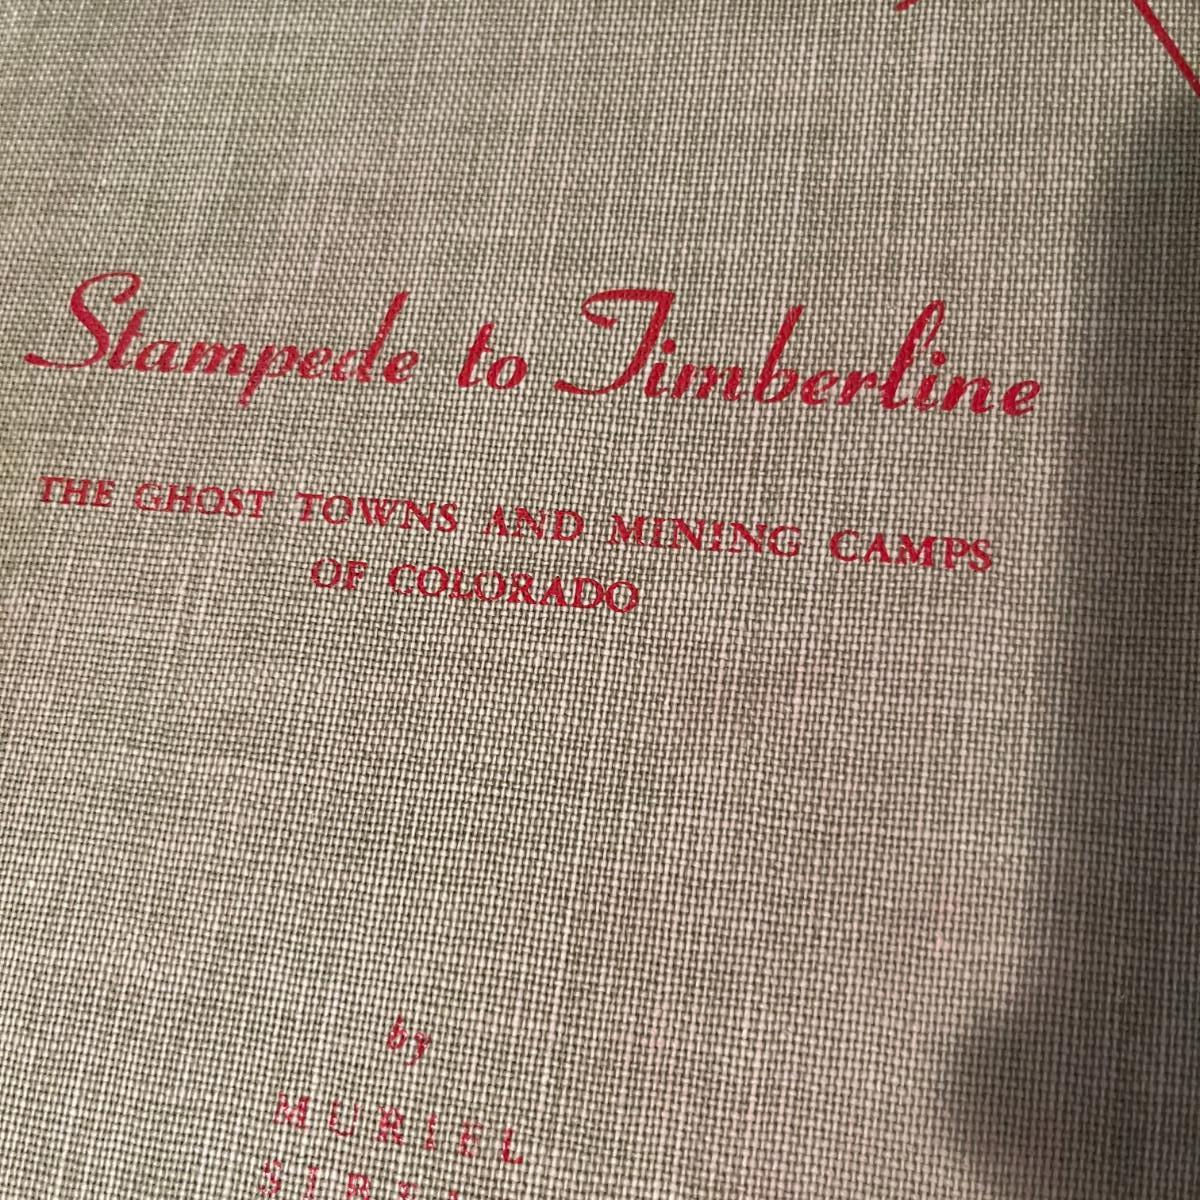 Stampede to Timberline
THE GHOST TOWNS AND MINING CAMPS
OF COLORADO
by
MURIEL